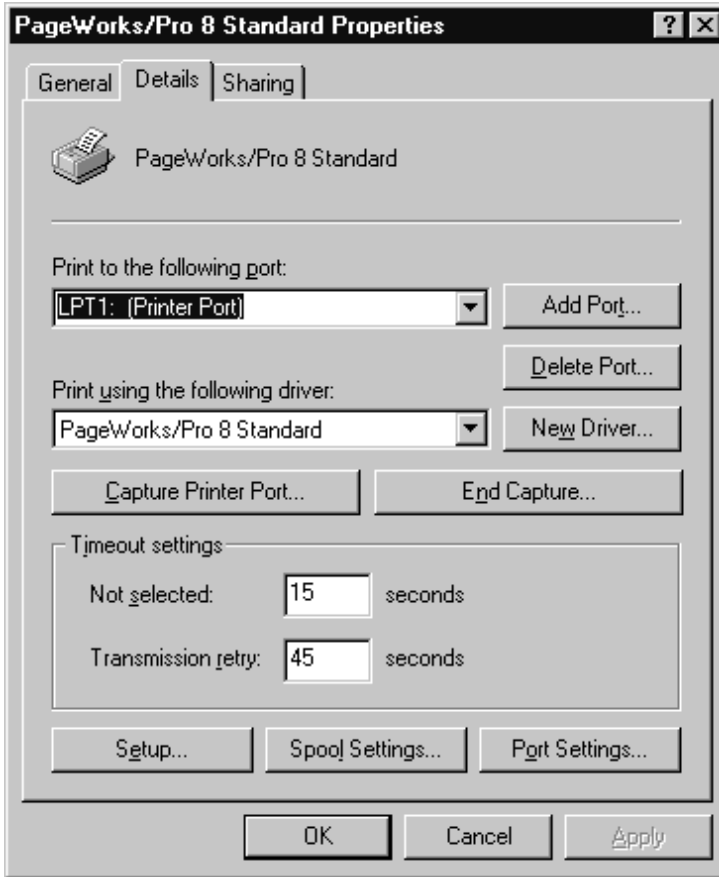 PageWorks/Pro 8 Standard Properties
General Details Sharing
PageWorks/Pro 8 Standard
Print to the following port:
LPT1: (Printer Port)
Add Port...
Delete Port...
Print using the following driver:
PageWorks/Pro 8 Standard
New Driver...
Capture Printer Port...
End Capture...
Timeout settings
Not selected: 15 seconds
Transmission retry: 45 seconds
Setup...
Spool Settings...
Port Settings...
OK
Cancel
Apply